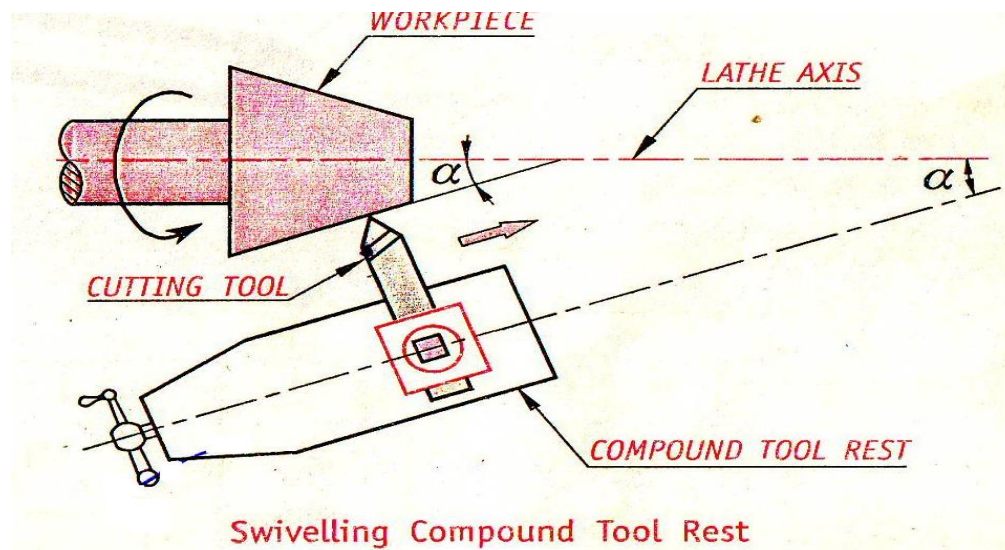 WORKPIECE
LATHE AXIS
α
α
CUTTING TOOL
COMPOUND TOOL REST
Swivelling Compound Tool Rest